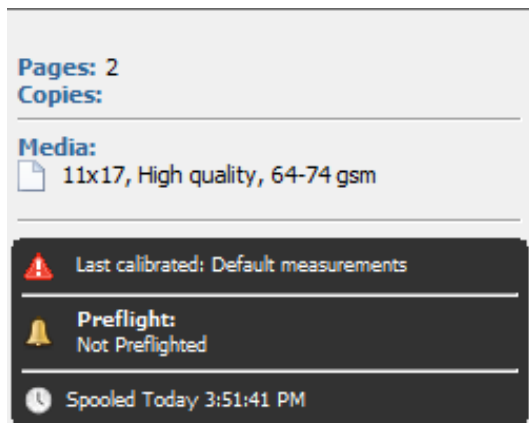 Pages: 2
Copies:
Media:
11x17, High quality, 64-74 gsm
Last calibrated: Default measurements
Preflight:
Not Preflighted
Spooled Today 3:51:41 PM